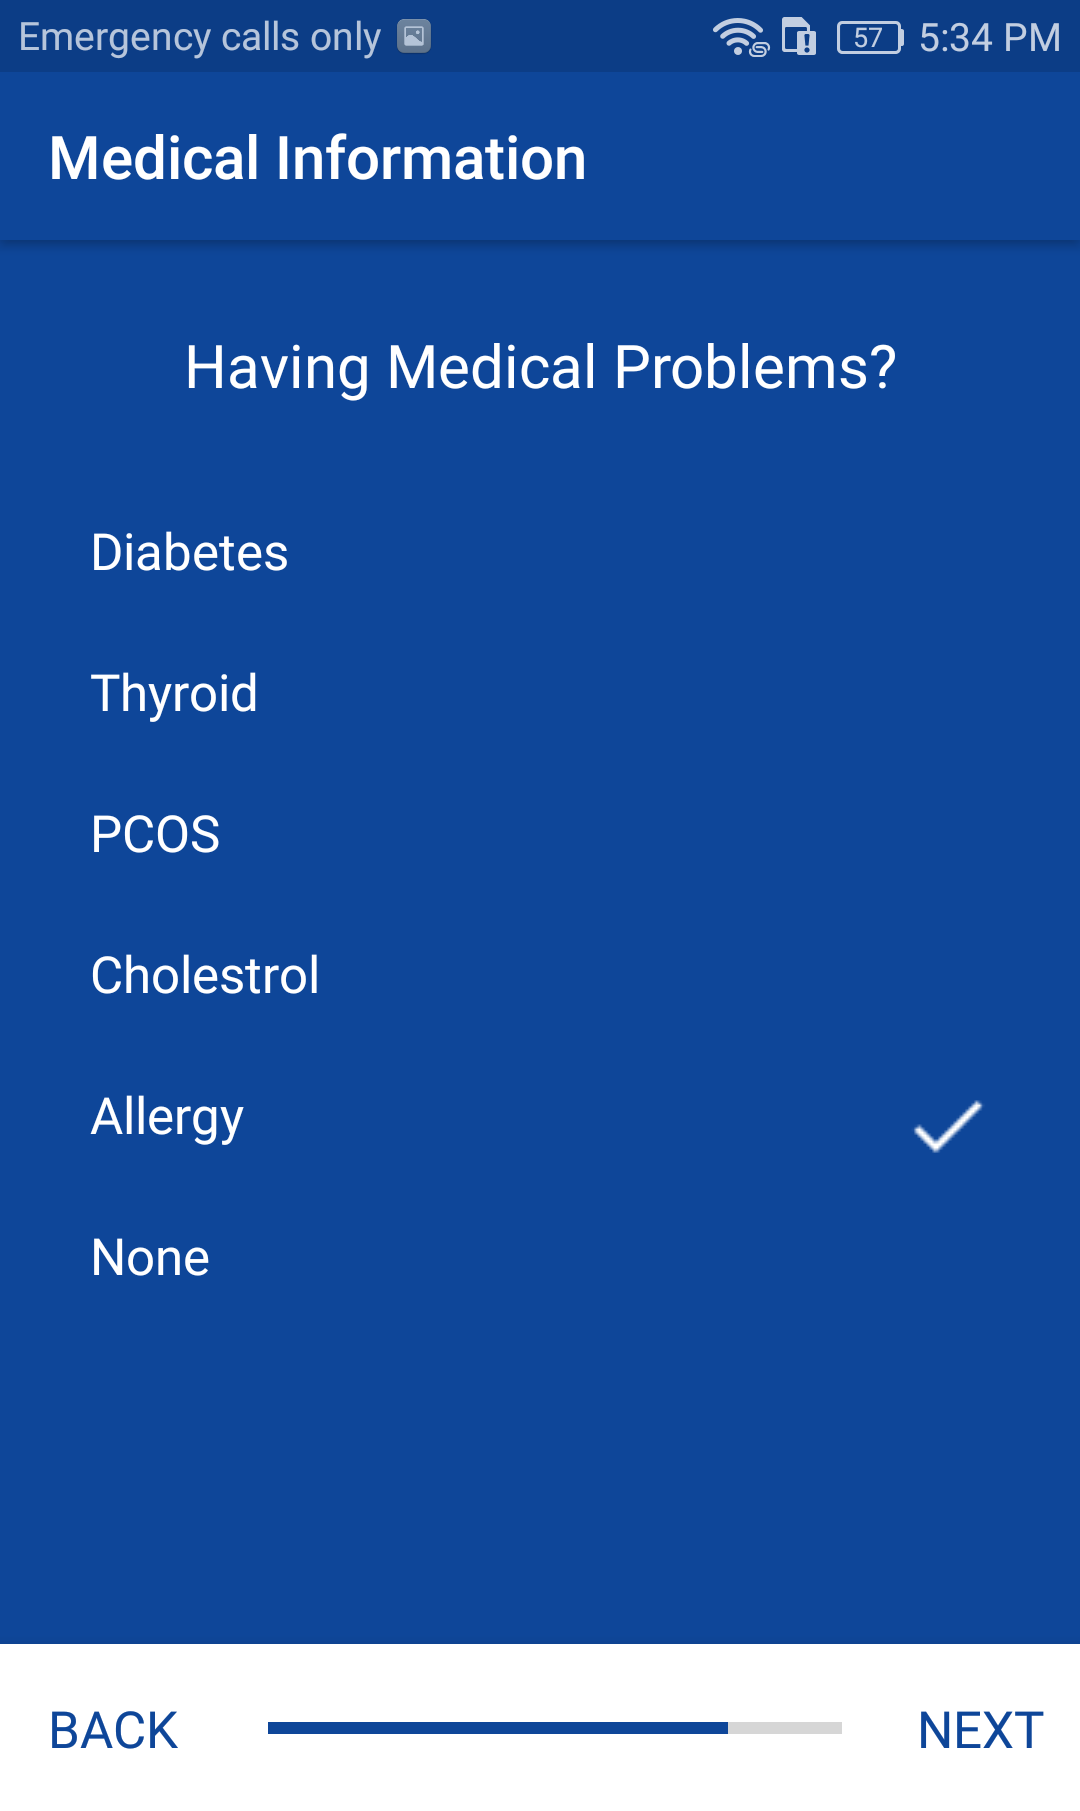 Emergency calls only 57 5:34 PM
Medical Information
Having Medical Problems?
Diabetes
Thyroid
PCOS
Cholestrol
Allergy
None
BACK NEXT